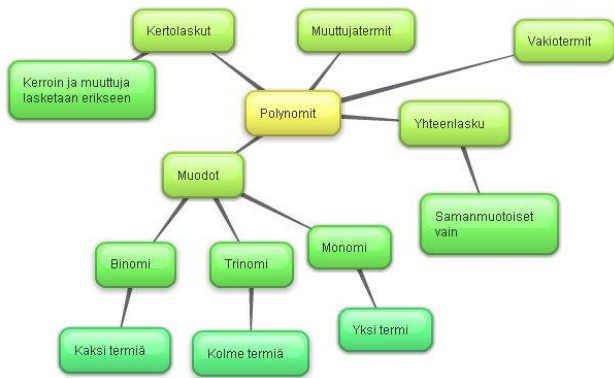 Kertolaskut
Muuttujatermit
Vakiotermit
Kerroin ja muuttuja
lasketaan erikseen
Polynomit
Yhteenlasku
Muodot
Samanmuotoiset
vain
Binomi
Trinomi
Monomi
Kaksi termiä
Kolme termiä
Yksi termi